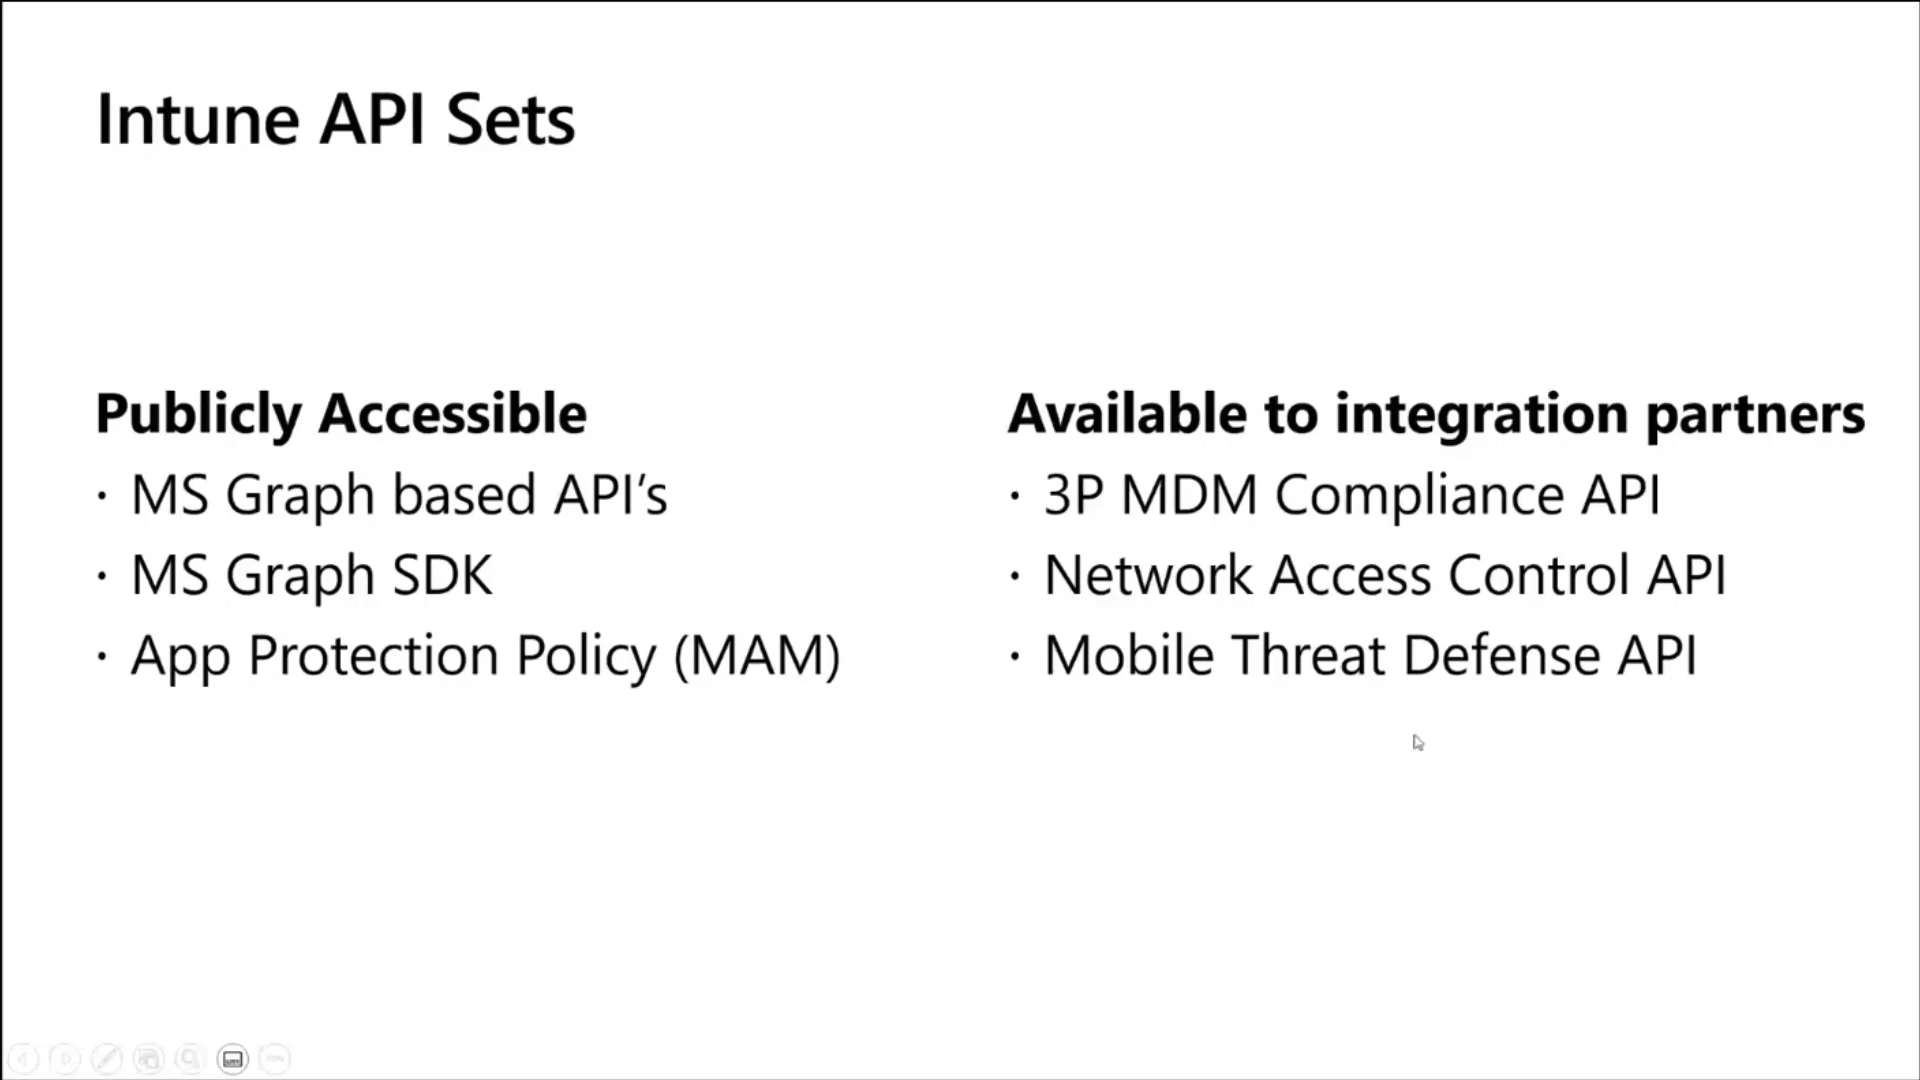 Intune API Sets
Publicly Accessible
· MS Graph based API’s
· MS Graph SDK
· App Protection Policy (MAM)
Available to integration partners
· 3P MDM Compliance API
· Network Access Control API
· Mobile Threat Defense API